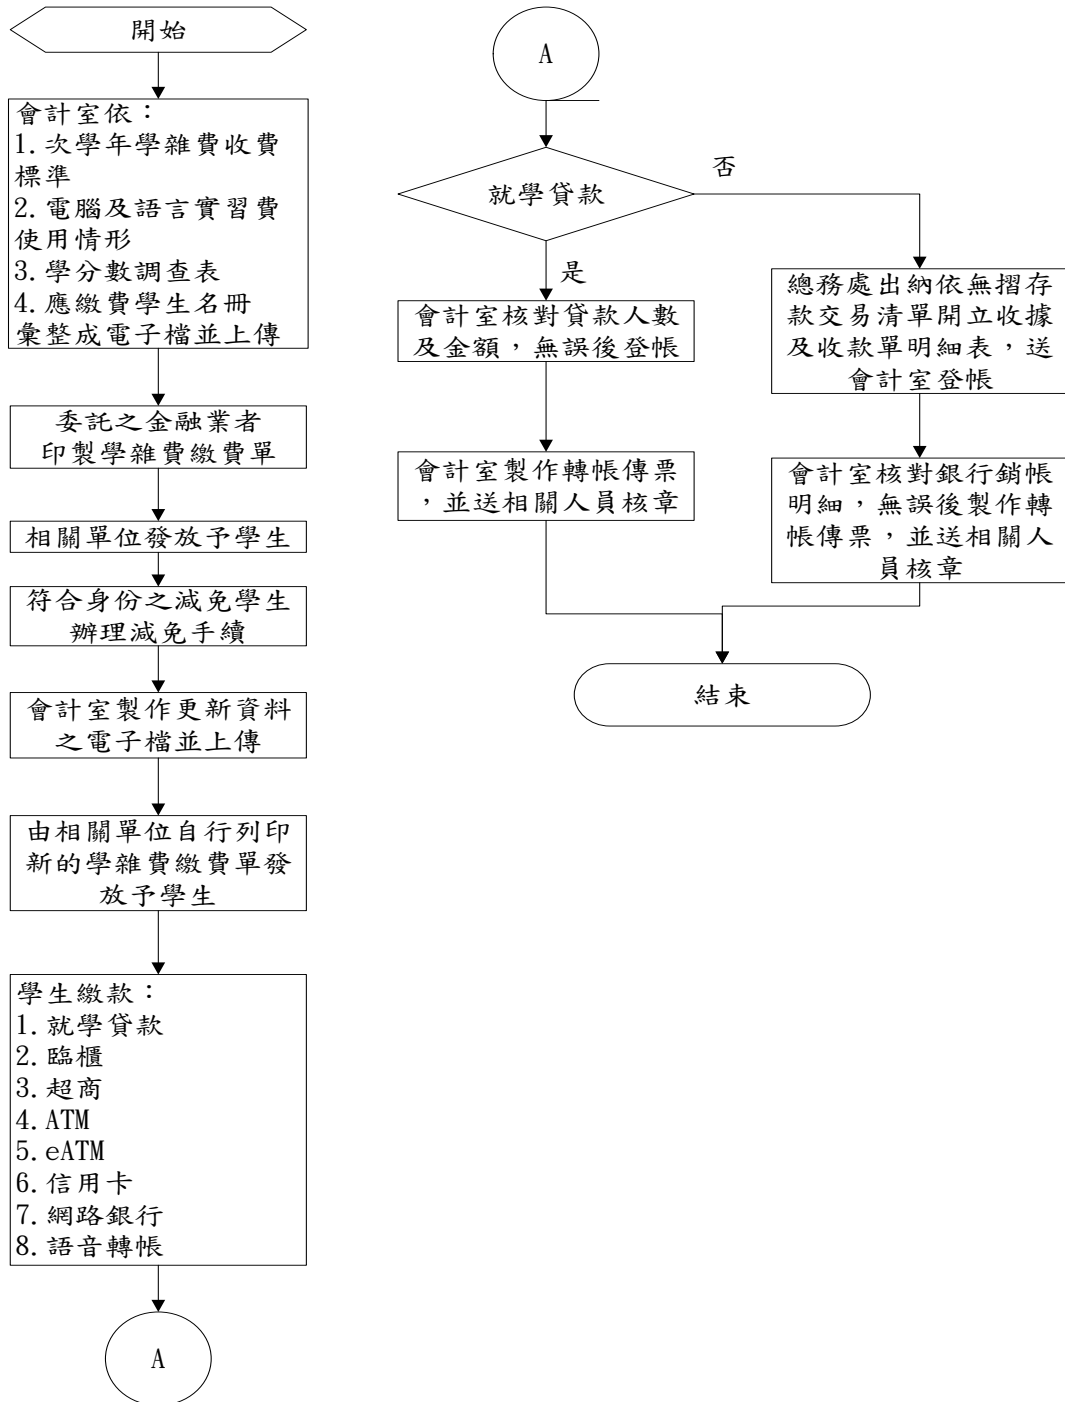 開始
會計室依：
1.次學年學雜費收費
標準
2.電腦及語言實習費
使用情形
3.學分數調查表
4.應繳費學生名冊
彙整成電子檔並上傳
委託之金融業者
印製學雜費繳費單
相關單位發放予學生
符合身份之減免學生
辦理減免手續
會計室製作更新資料
之電子檔並上傳
由相關單位自行列印
新的學雜費繳費單發
放予學生
學生繳款：
1.就學貸款
2.臨櫃
3.超商
4.ATM
5.eATM
6.信用卡
7.網路銀行
8.語音轉帳
A
A
就學貸款
否
是
會計室核對貸款人數
及金額，無誤後登帳
會計室製作轉帳傳票
，並送相關人員核章
總務處出納依無摺存
款交易清單開立收據
及收款單明細表，送
會計室登帳
會計室核對銀行銷帳
明細，無誤後製作轉
帳傳票，並送相關人
員核章
結束